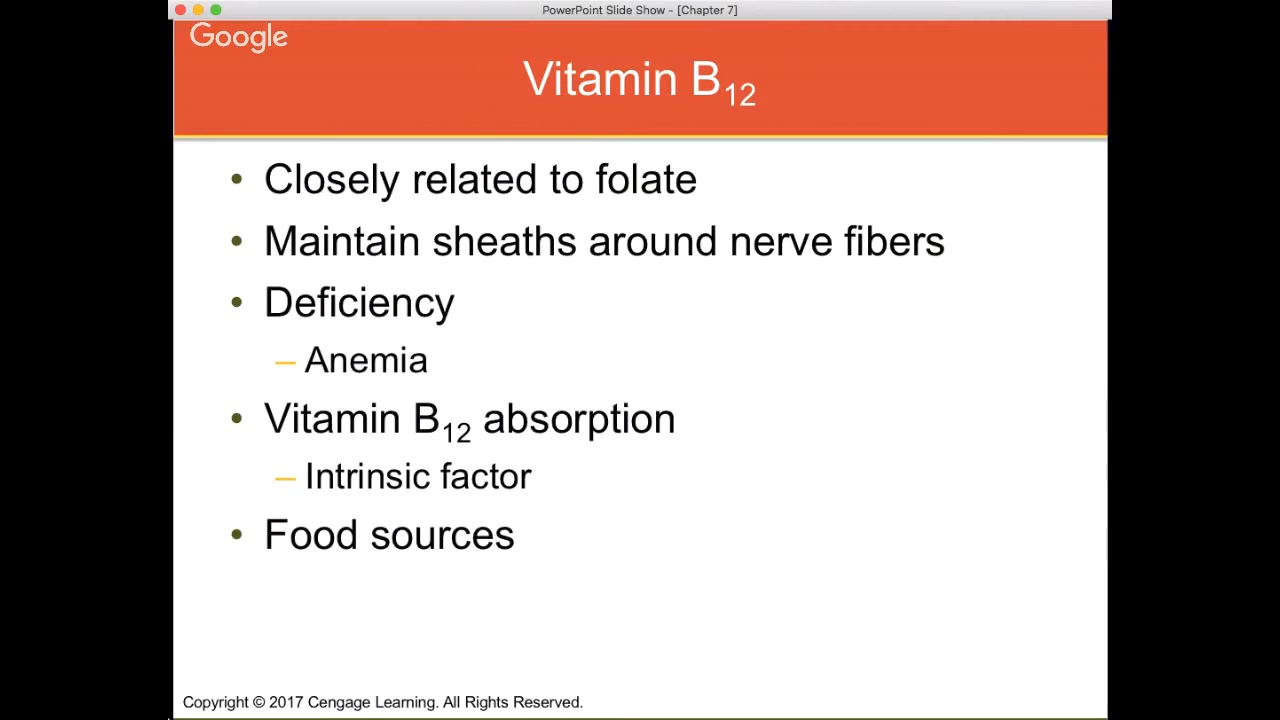 PowerPoint Slide Show - [Chapter 7]
Google
Vitamin B12
• Closely related to folate
• Maintain sheaths around nerve fibers
• Deficiency
– Anemia
• Vitamin B12 absorption
– Intrinsic factor
• Food sources
Copyright © 2017 Cengage Learning. All Rights Reserved.